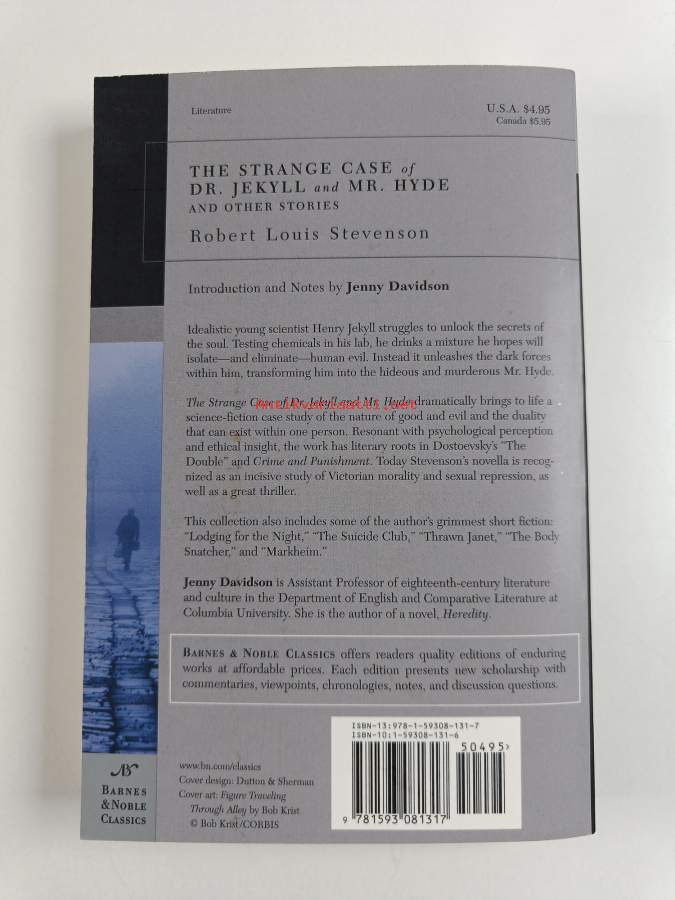 Literature
U.S.A. $4.95
Canada $5.95
THE STRANGE CASE of
DR. JEKYLL and MR. HYDE
AND OTHER STORIES
Robert Louis Stevenson
Introduction and Notes by Jenny Davidson
Idealistic young scientist Henry Jekyll struggles to unlock the secrets of
the soul. Testing chemicals in his lab, he drinks a mixture he hopes will
isolate—and eliminate—human evil. Instead it unleashes the dark forces
within him, transforming him into the hideous and murderous Mr. Hyde.
The Strange Case of Dr. Jekyll and Mr. Hyde dramatically brings to life a
antikvariaatti.net
science-fiction case study of the nature of good and evil and the duality
that can exist within one person. Resonant with psychological perception
and ethical insight, the work has literary roots in Dostoevsky's "The
Double" and Crime and Punishment. Today Stevenson's novella is recog-
nized as an incisive study of Victorian morality and sexual repression, as
well as a great thriller.
This collection also includes some of the author's grimmest short fiction:
"Lodging for the Night," "The Suicide Club," "Thrawn Janet," "The Body
Snatcher," and "Markheim."
Jenny Davidson is Assistant Professor of eighteenth-century literature
and culture in the Department of English and Comparative Literature at
Columbia University. She is the author of a novel, Heredity.
BARNES & NOBLE CLASSICS offers readers quality editions of enduring
works at affordable prices. Each edition presents new scholarship with
commentaries, viewpoints, chronologies, notes, and discussion questions.
www.bn.com/classics
Cover design: Dutton & Sherman
Cover art: Figure Traveling
Through Alley by Bob Krist
© Bob Krist/CORBIS
ISBN-13: 978-1-59308-131-7
ISBN-10: 1-59308-131-6
50495>
9 781593 081317
BN
BARNES
& NOBLE
CLASSICS